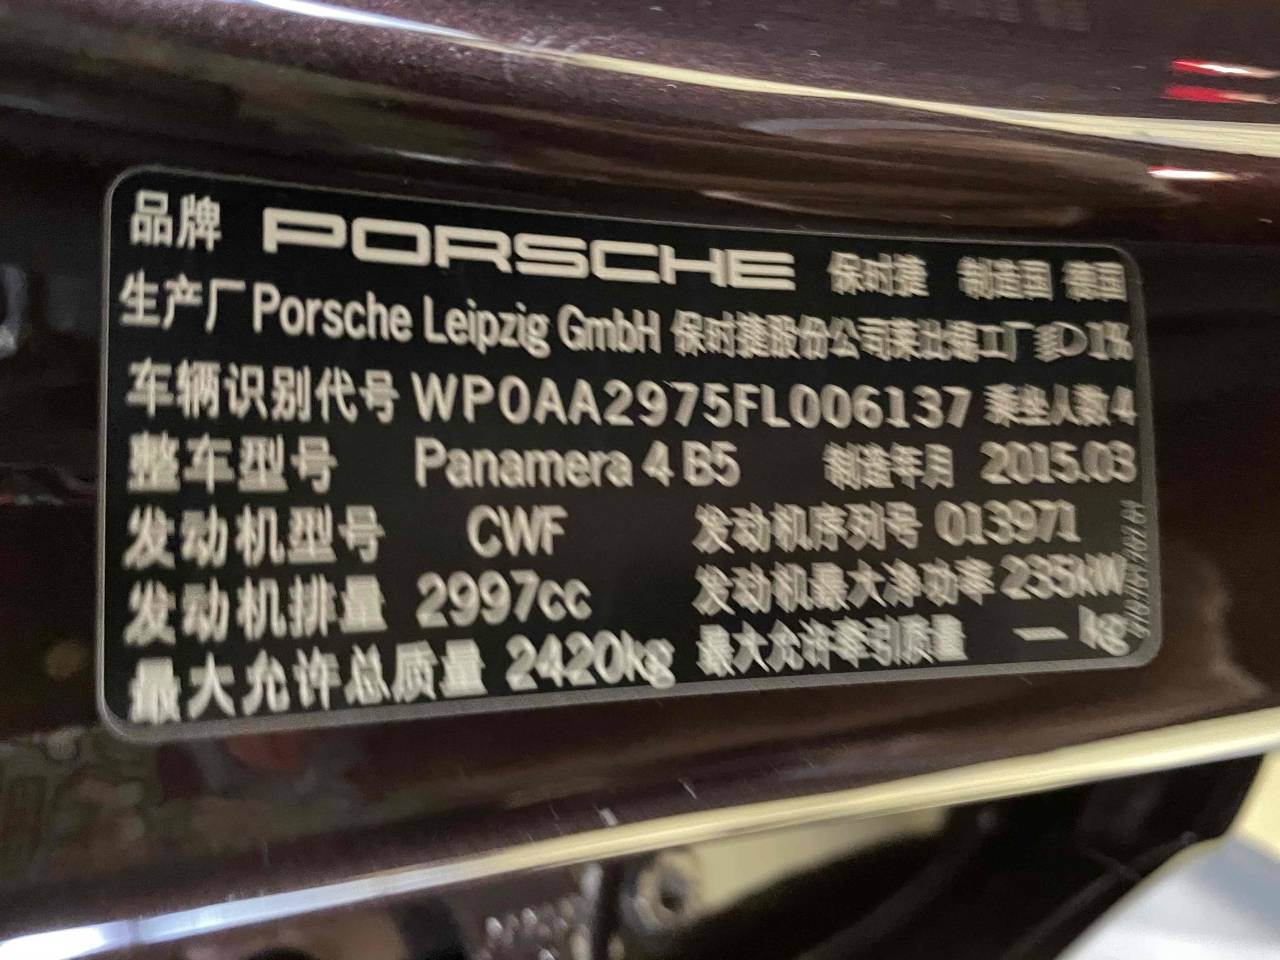 品牌 PORSCHE 保时捷 制造国 德国
生产厂 Porsche Leipzig GmbH 保时捷股份公司莱比锡工厂
车辆识别代号 WP0AA2975FL006137 乘坐人数 4
整车型号 Panamera 4 B5 制造年月 2015.03
发动机型号 CWF 发动机序列号 013971
发动机排量 2997cc 发动机最大净功率 235kW
最大允许总质量 2420kg 最大允许牵引质量 — kg